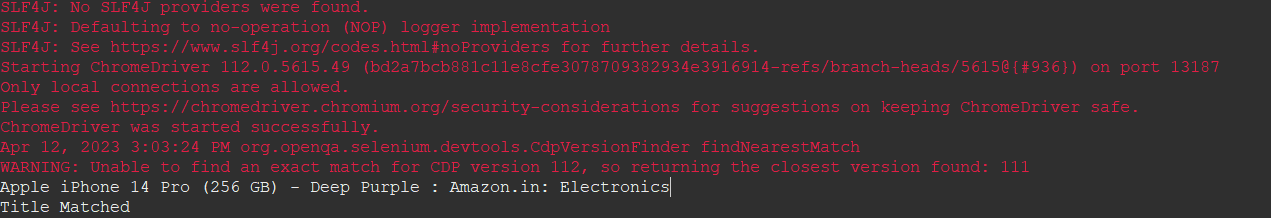 SLF4J: No SLF4J providers were found.
SLF4J: Defaulting to no-operation (NOP) logger implementation
SLF4J: See https://www.slf4j.org/codes.html#noProviders for further details.
Starting ChromeDriver 112.0.5615.49 (bd2a7bcb881c11e8cfe3078709382934e3916914-refs/branch-heads/5615@{#936}) on port 13187
Only local connections are allowed.
Please see https://chromedriver.chromium.org/security-considerations for suggestions on keeping ChromeDriver safe.
ChromeDriver was started successfully.
Apr 12, 2023 3:03:24 PM org.openqa.selenium.devtools.CdpVersionFinder findNearestMatch
WARNING: Unable to find an exact match for CDP version 112, so returning the closest version found: 111
Apple iPhone 14 Pro (256 GB) - Deep Purple : Amazon.in: Electronics
Title Matched